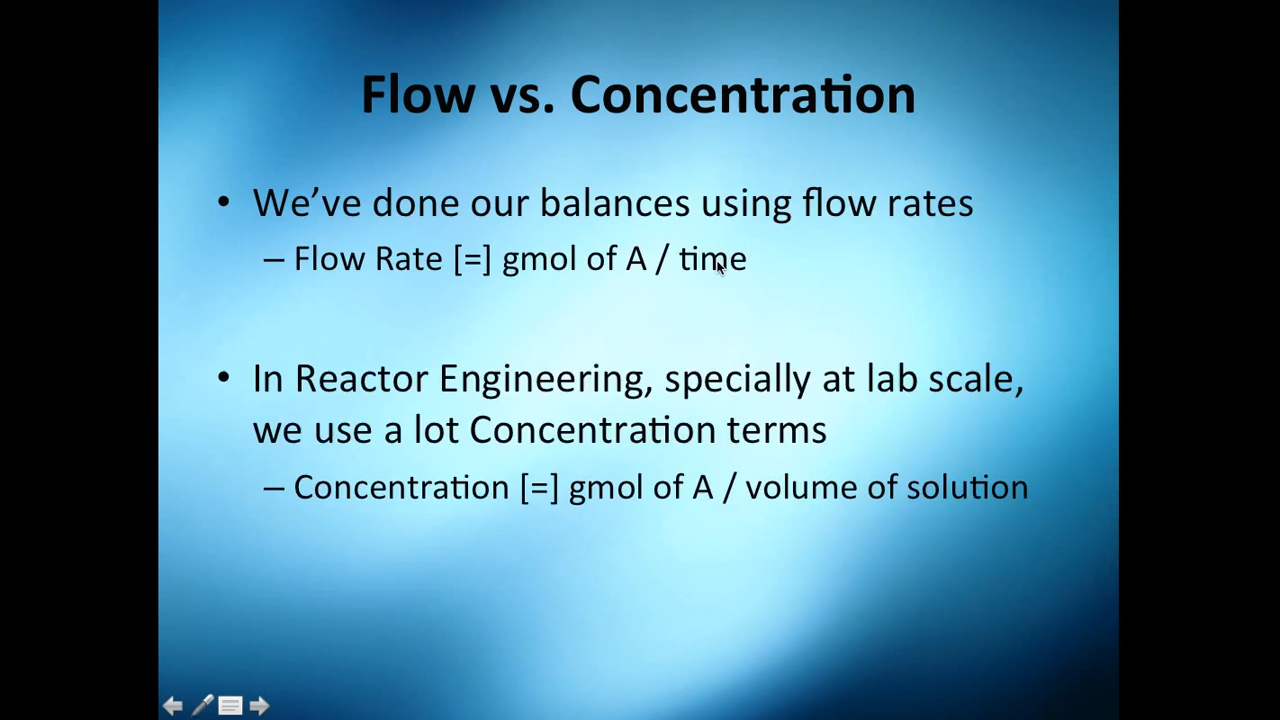 Flow vs. Concentration
• We’ve done our balances using flow rates
– Flow Rate [=] gmol of A / time
• In Reactor Engineering, specially at lab scale,
we use a lot Concentration terms
– Concentration [=] gmol of A / volume of solution